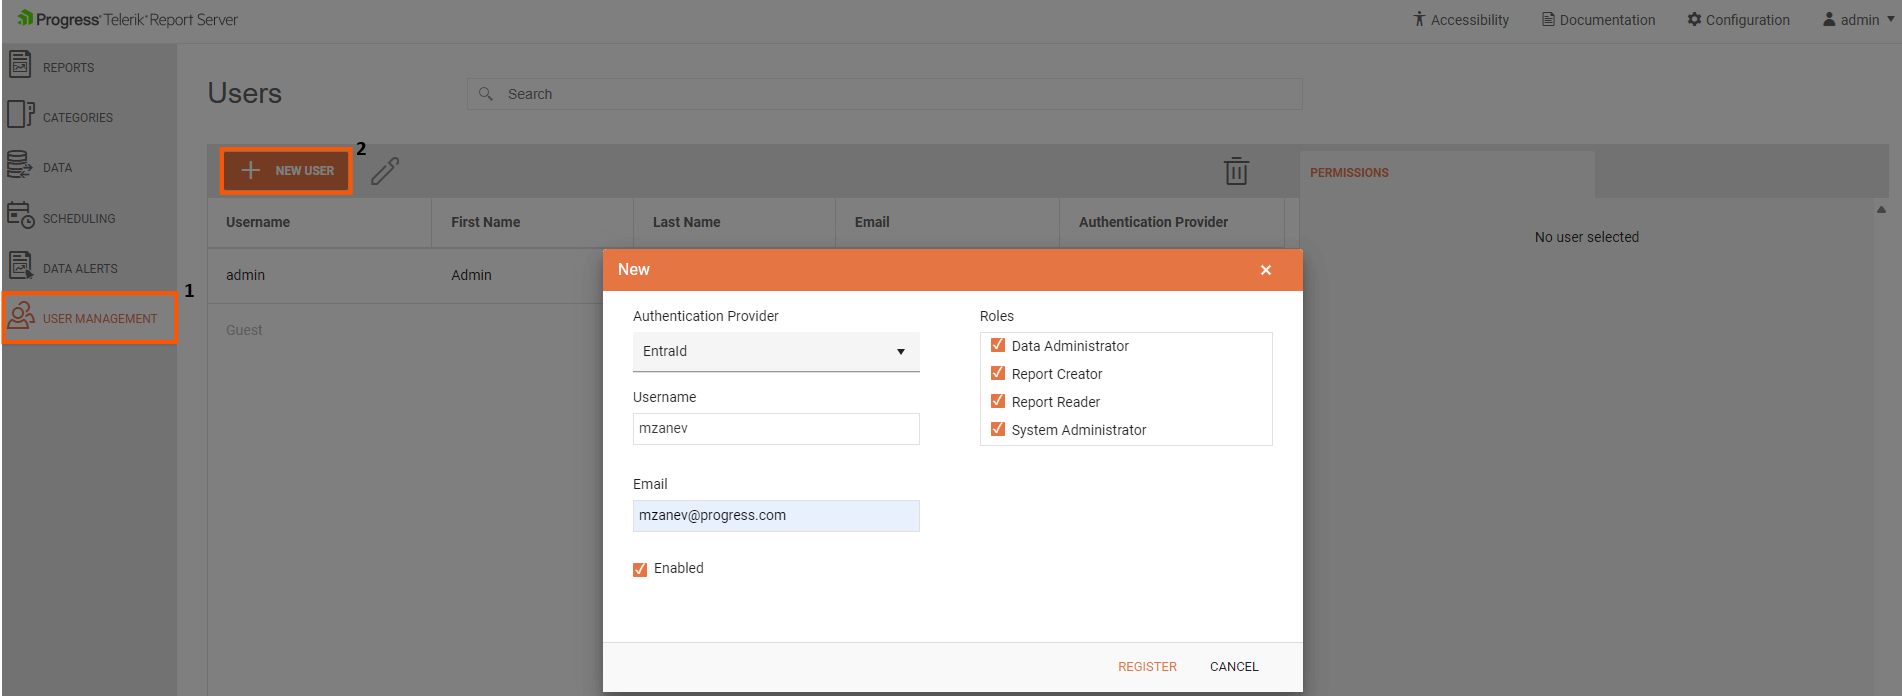 Progress® Telerik® Report Server
Accessibility
Documentation
Configuration
admin
REPORTS
CATEGORIES
DATA
SCHEDULING
DATA ALERTS
USER MANAGEMENT
1
Users
Search
NEW USER
2
PERMISSIONS
Username First Name Last Name Email Authentication Provider
No user selected
admin Admin
Guest
New
Authentication Provider
EntraId
Username
mzanev
Email
mzanev@progress.com
Enabled
Roles
Data Administrator
Report Creator
Report Reader
System Administrator
REGISTER CANCEL